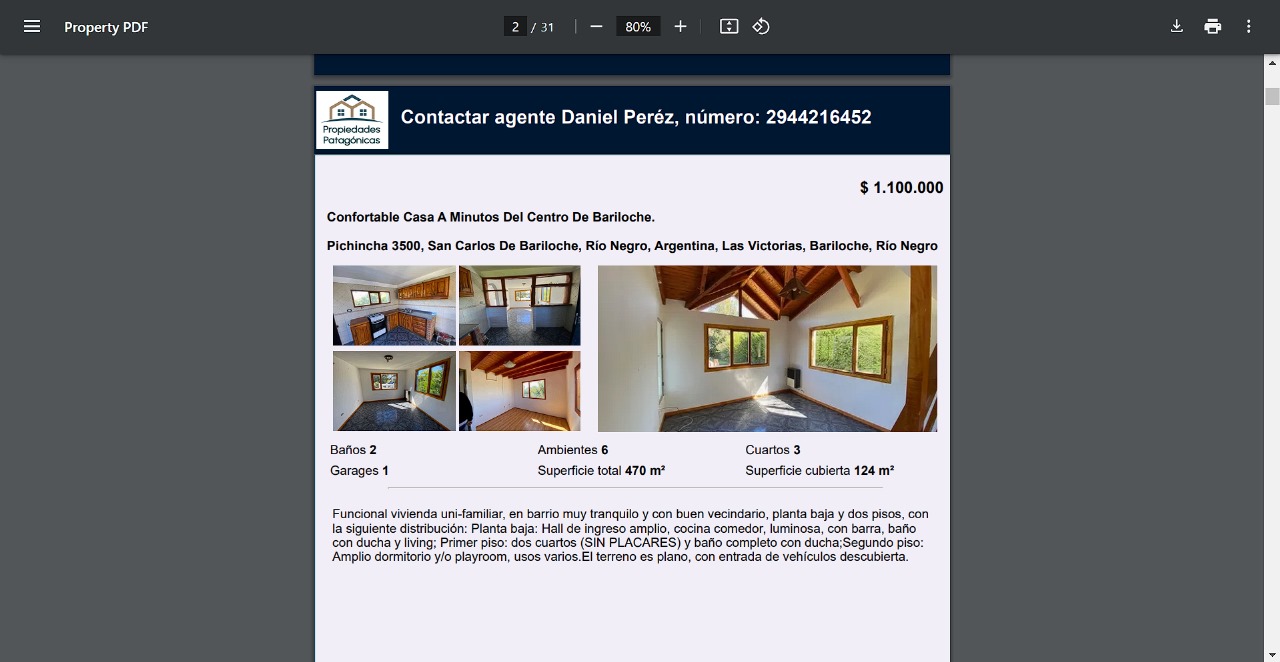 Property PDF
2 / 31
80%
Propiedades
Patagónicas
Contactar agente Daniel Peréz, número: 2944216452
$ 1.100.000
Confortable Casa A Minutos Del Centro De Bariloche.
Pichincha 3500, San Carlos De Bariloche, Río Negro, Argentina, Las Victorias, Bariloche, Río Negro
Baños 2 Ambientes 6 Cuartos 3
Garages 1 Superficie total 470 m² Superficie cubierta 124 m²
Funcional vivienda uni-familiar, en barrio muy tranquilo y con buen vecindario, planta baja y dos pisos, con
la siguiente distribución: Planta baja: Hall de ingreso amplio, cocina comedor, luminosa, con barra, baño
con ducha y living; Primer piso: dos cuartos (SIN PLACARES) y baño completo con ducha;Segundo piso:
Amplio dormitorio y/o playroom, usos varios.El terreno es plano, con entrada de vehículos descubierta.